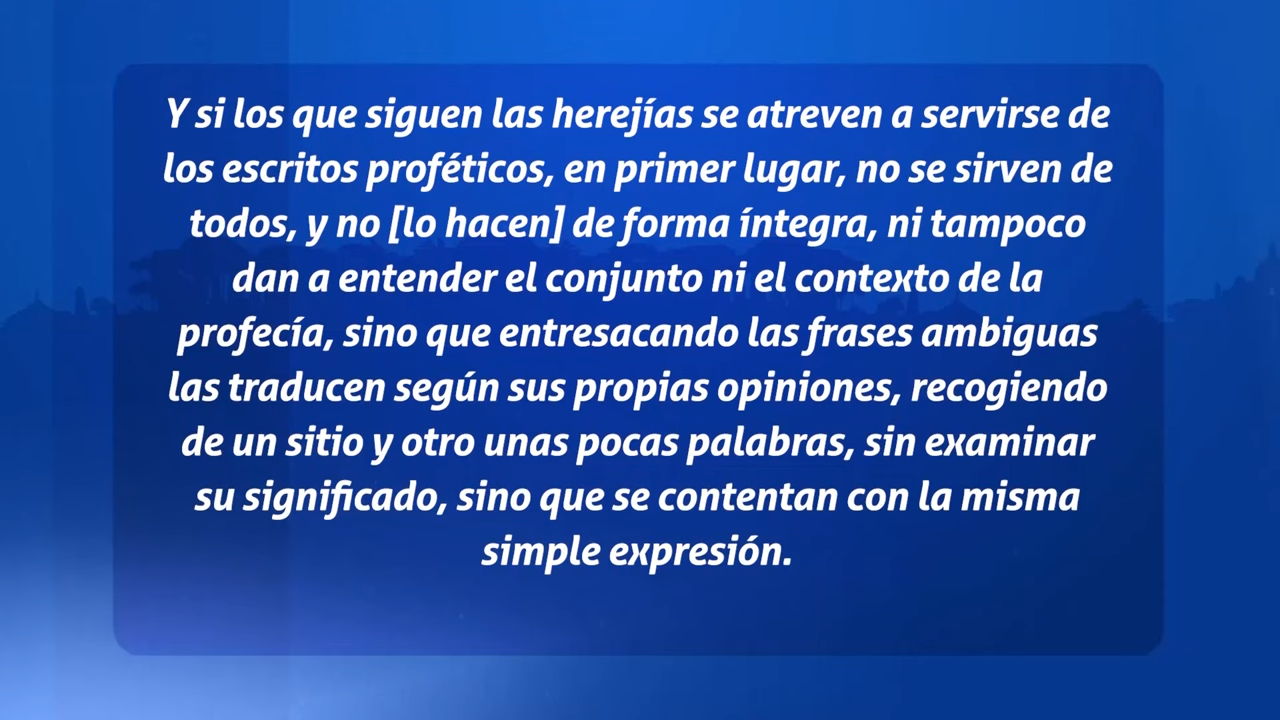 Y si los que siguen las herejías se atreven a servirse de
los escritos proféticos, en primer lugar, no se sirven de
todos, y no [lo hacen] de forma íntegra, ni tampoco
dan a entender el conjunto ni el contexto de la
profecía, sino que entresacando las frases ambiguas
las traducen según sus propias opiniones, recogiendo
de un sitio y otro unas pocas palabras, sin examinar
su significado, sino que se contentan con la misma
simple expresión.